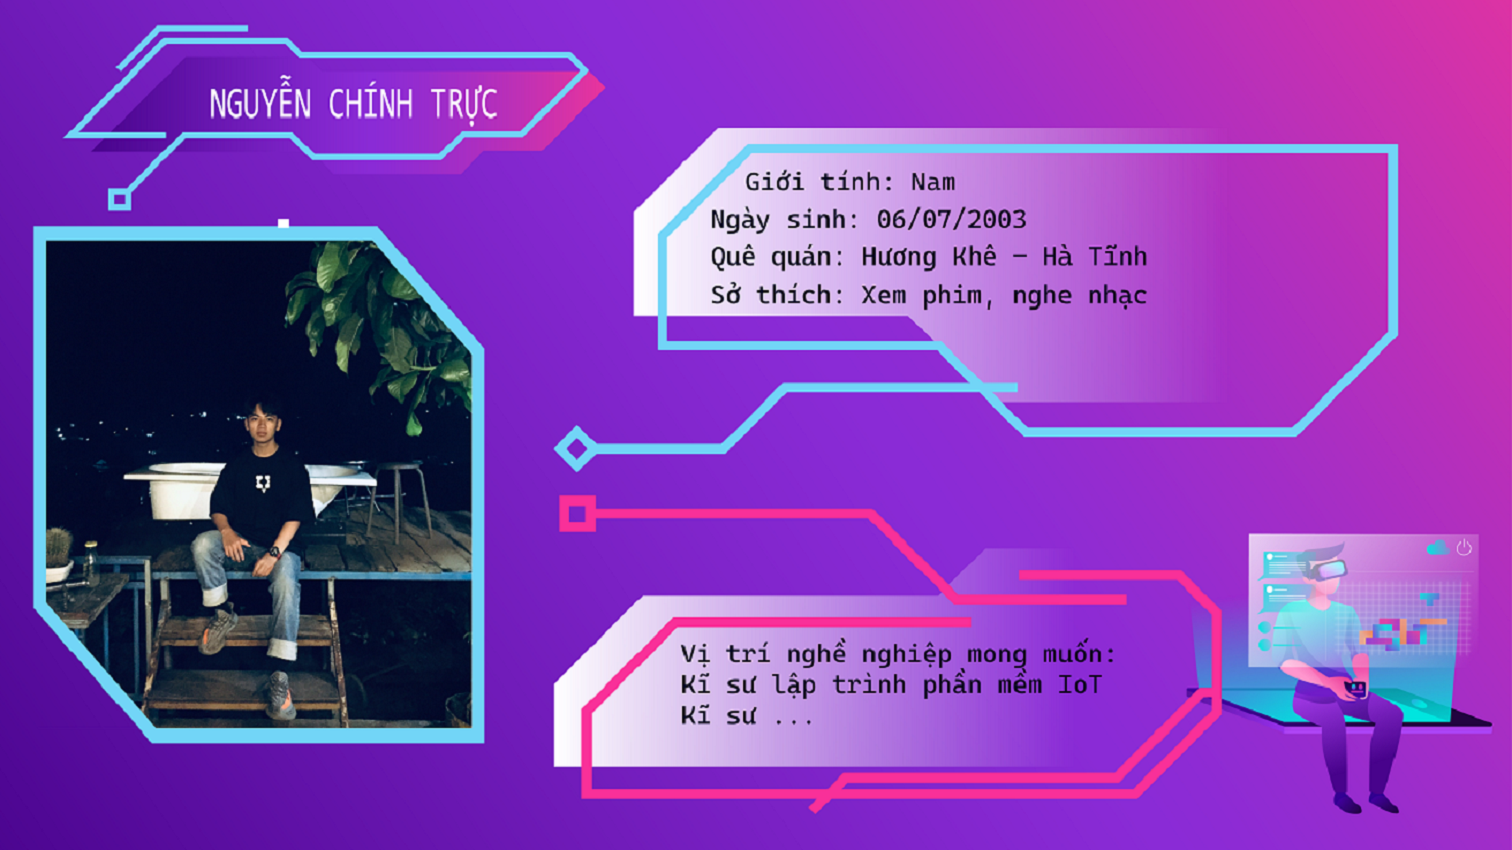 NGUYỄN CHÍNH TRỰC
Giới tính: Nam
Ngày sinh: 06/07/2003
Quê quán: Hương Khê – Hà Tĩnh
Sở thích: Xem phim, nghe nhạc
Vị trí nghề nghiệp mong muốn:
Kĩ sư lập trình phần mềm IoT
Kĩ sư ...